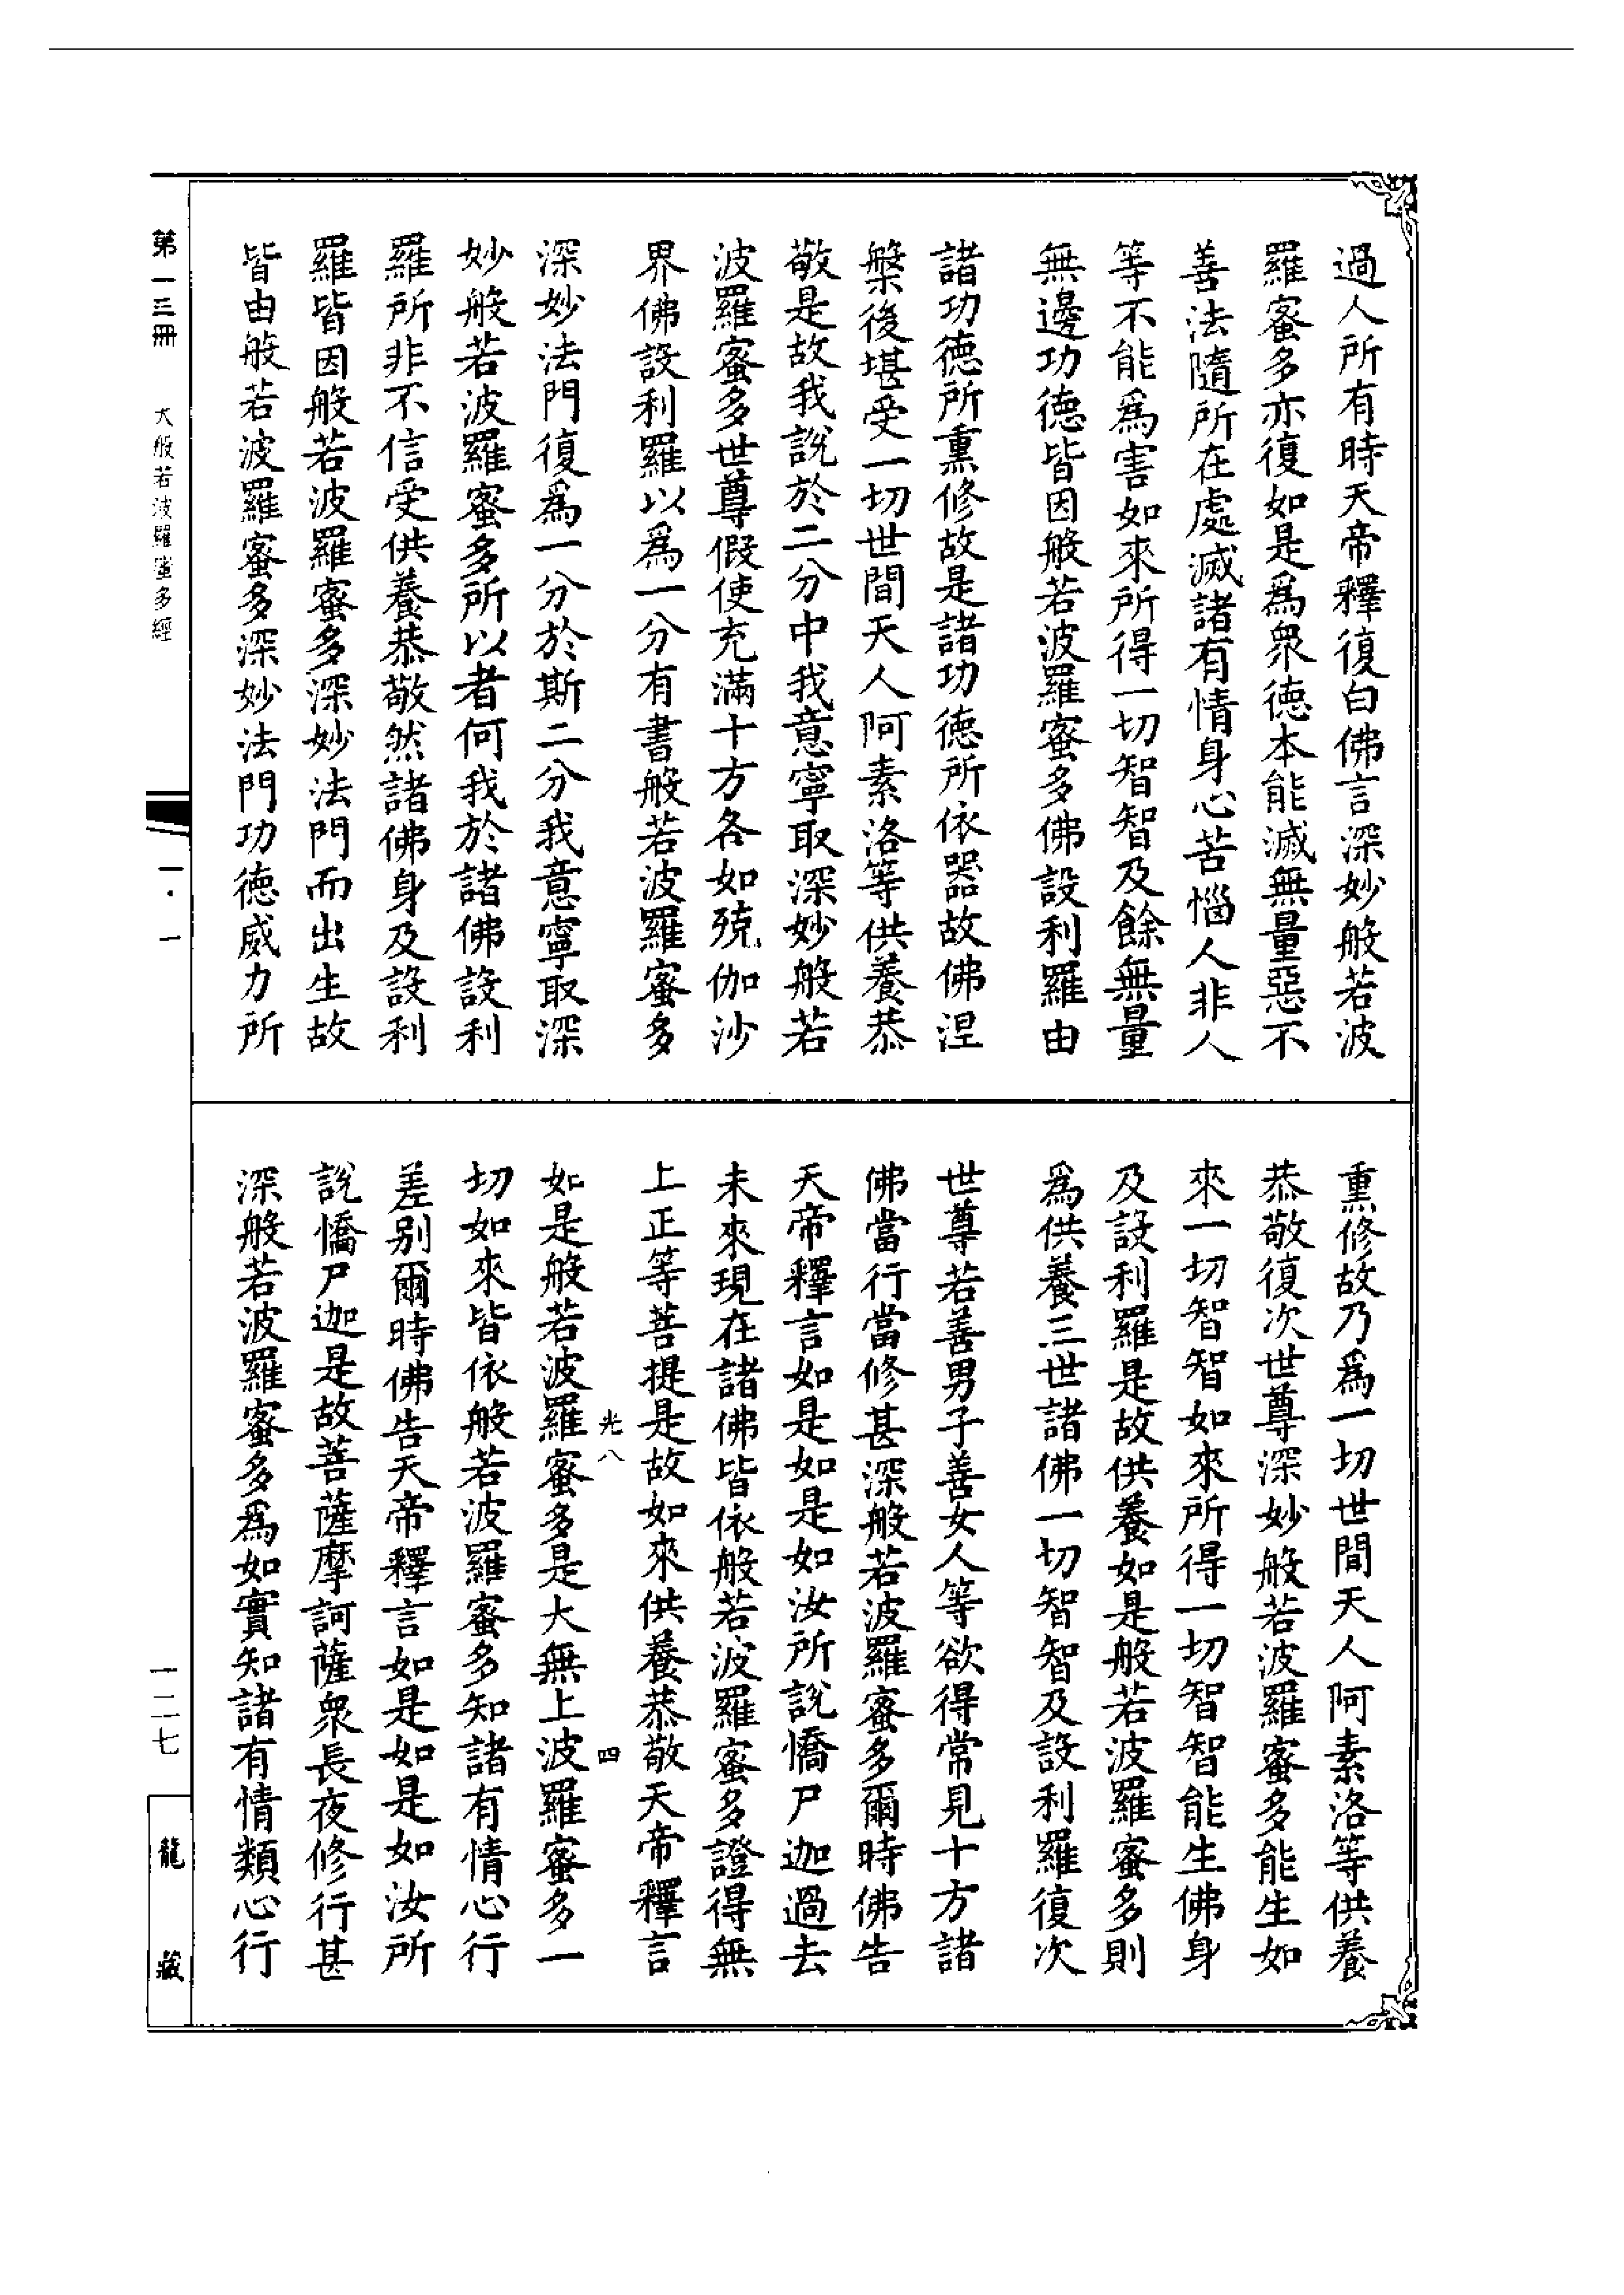 過人所有時天帝釋復白佛言深妙般若波
羅蜜多亦復如是爲衆德本能滅無量惡不
善法隨所在處滅諸有情身心苦惱人非人
等不能爲害如來所得一切智智及餘無量
無邊功德皆因般若波羅蜜多佛設利羅由
諸功德所熏修故是諸功德所依器故佛涅
槃後堪受一切世間天人阿素洛等供養恭
敬是故我說於二分中我意寧取深妙般若
波羅蜜多世尊假使充滿十方各如殑伽沙
界佛設利羅以爲一分有書般若波羅蜜多
深妙法門復爲一分於斯二分我意寧取深
妙般若波羅蜜多所以者何我於諸佛設利
羅所非不信受供養恭敬然諸佛身及設利
羅皆因般若波羅蜜多深妙法門而出生故
皆由般若波羅蜜多深妙法門功德威力所
熏修故乃爲一切世間天人阿素洛等供養
恭敬復次世尊深妙般若波羅蜜多能生如
來一切智智如來所得一切智智能生佛身
及設利羅是故供養如是般若波羅蜜多則
爲供養三世諸佛一切智智及設利羅復次
世尊若善男子善女人等欲得常見十方諸
佛當行當修甚深般若波羅蜜多爾時佛告
天帝釋言如是如是如汝所說憍尸迦過去
未來現在諸佛皆依般若波羅蜜多證得無
上正等菩提是故如來供養恭敬天帝釋言
光八 四
如是般若波羅蜜多是大無上波羅蜜多一
切如來皆依般若波羅蜜多知諸有情心行
差别爾時佛告天帝釋言如是如是如汝所
說憍尸迦是故菩薩摩訶薩衆長夜修行甚
深般若波羅蜜多爲如實知諸有情類心行
第一三冊 大般若波羅蜜多經
一·一
一二七
龍藏